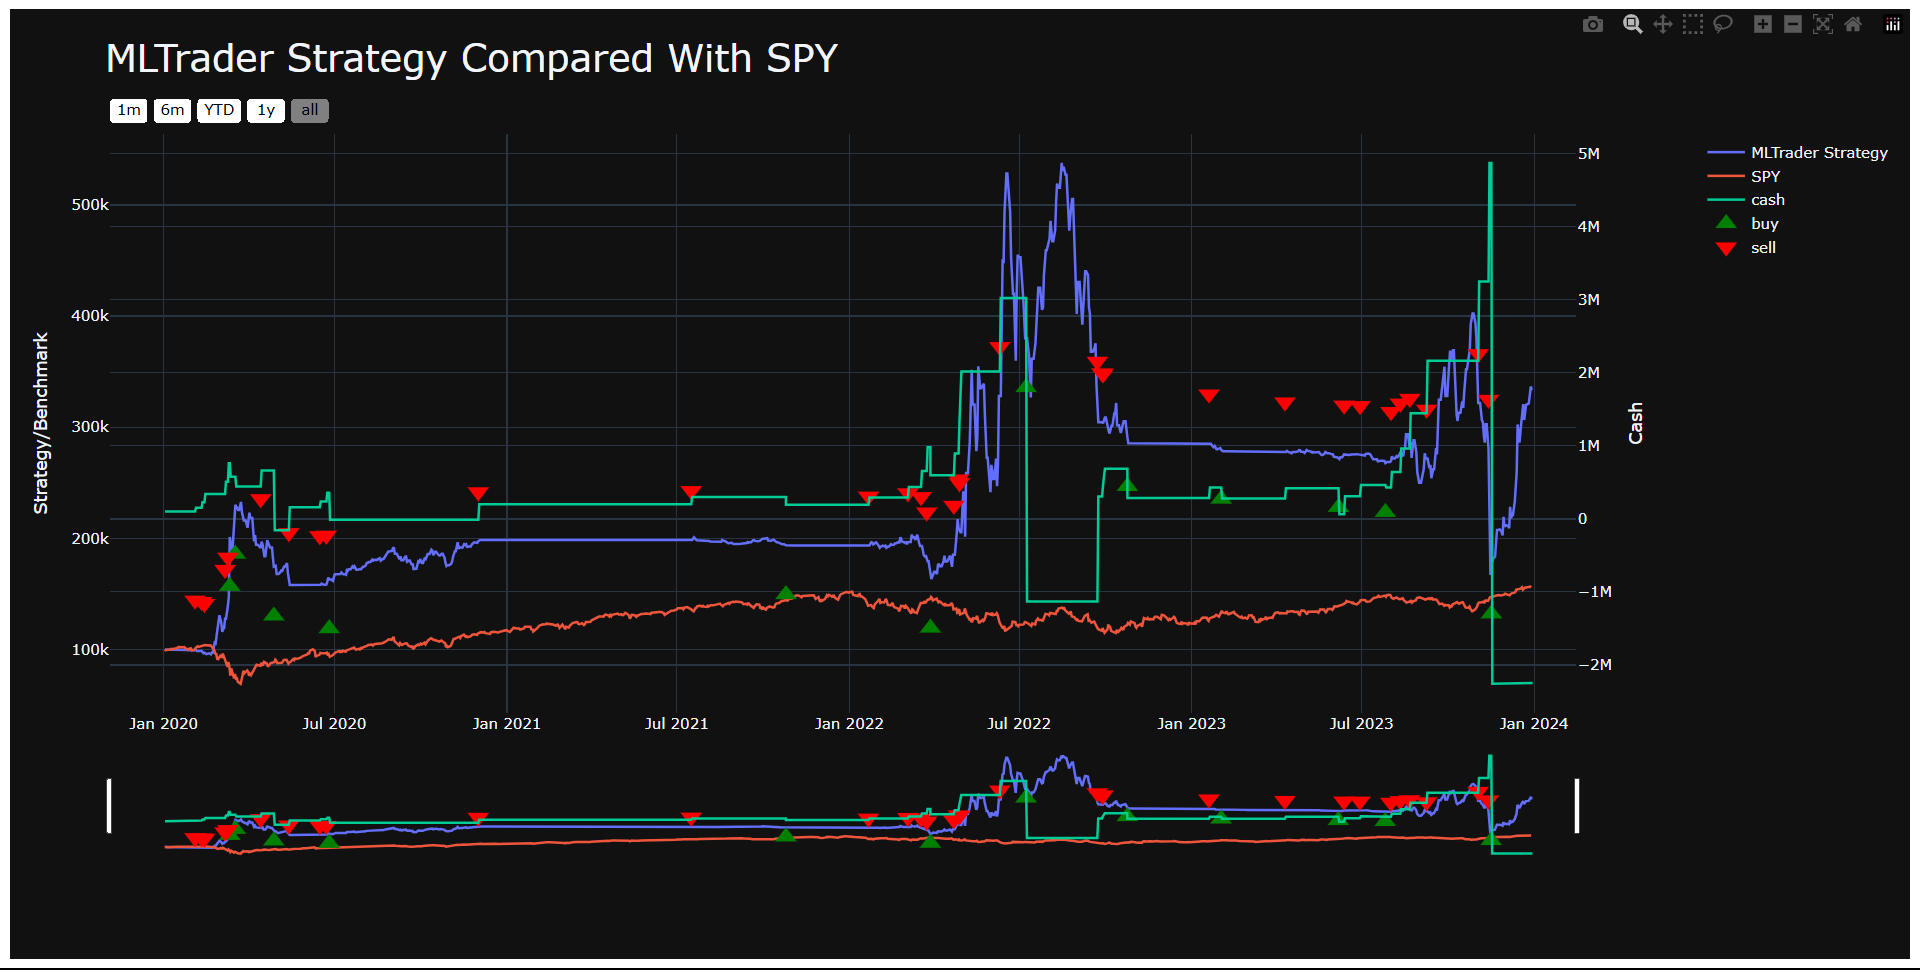 MLTrader Strategy Compared With SPY
1m 6m YTD 1y all
MLTrader Strategy
SPY
cash
buy
sell
Strategy/Benchmark
500k
400k
300k
200k
100k
5M
4M
3M
2M
1M
0
−1M
−2M
Cash
Jan 2020 Jul 2020 Jan 2021 Jul 2021 Jan 2022 Jul 2022 Jan 2023 Jul 2023 Jan 2024